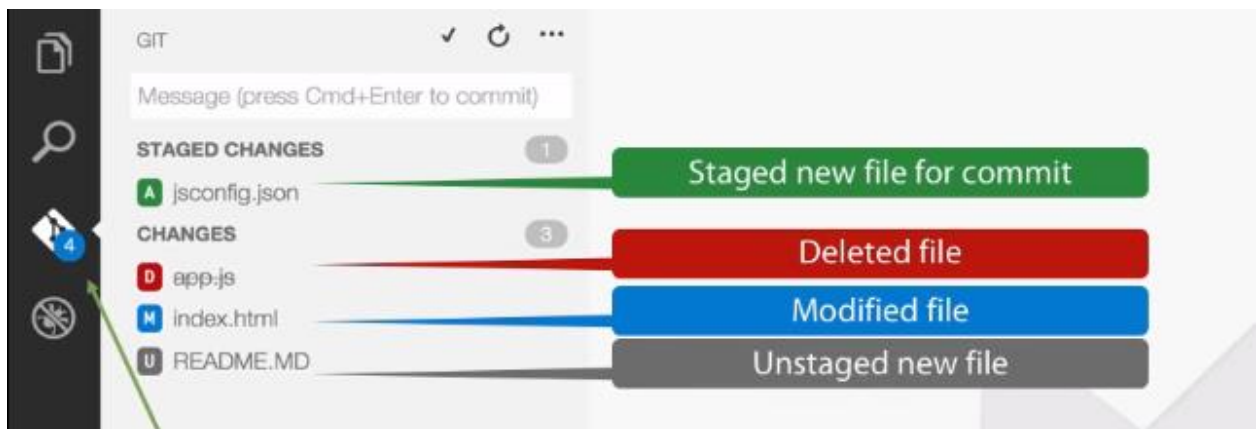 GIT
Message (press Cmd+Enter to commit)
STAGED CHANGES 1
A jsconfig.json
Staged new file for commit
CHANGES 3
4
D app.js
Deleted file
M index.html
Modified file
U README.MD
Unstaged new file